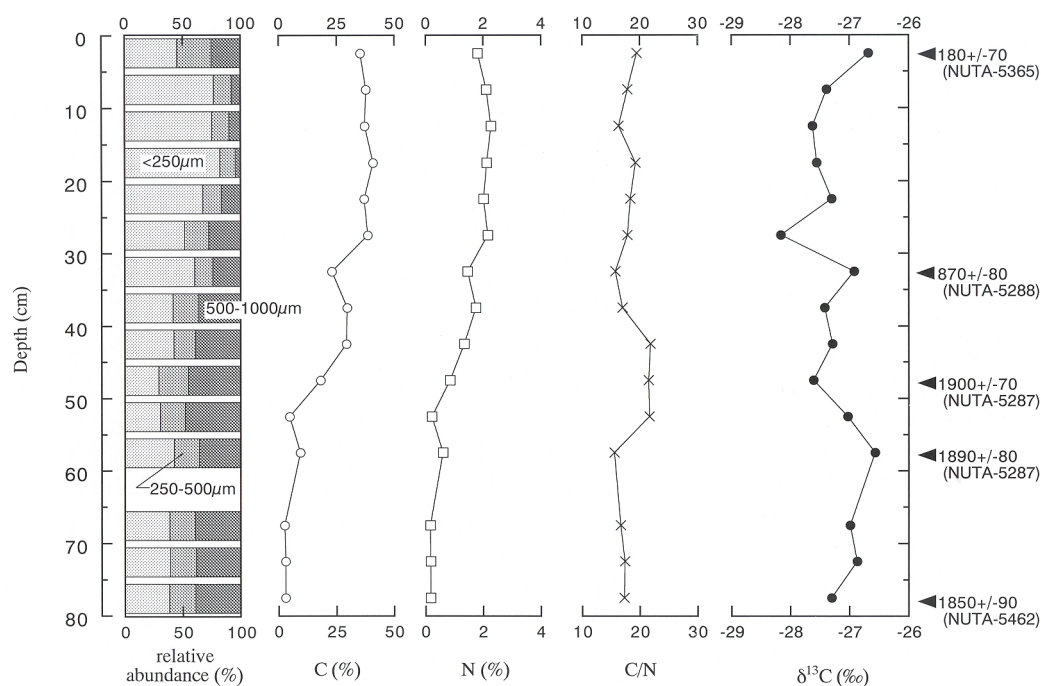 0 50 100 0 25 50 0 2 4 10 20 30 -29 -28 -27 -26
0
10
20
30
40
50
60
70
80
Depth (cm)
<250µm
500-1000µm
250-500µm
180+/-70
(NUTA-5365)
870+/-80
(NUTA-5288)
1900+/-70
(NUTA-5287)
1890+/-80
(NUTA-5287)
1850+/-90
(NUTA-5462)
0 50 100 0 25 50 0 2 4 10 20 30 -29 -28 -27 -26
relative
abundance (%)
C (%)
N (%)
C/N
δ¹³C (‰)